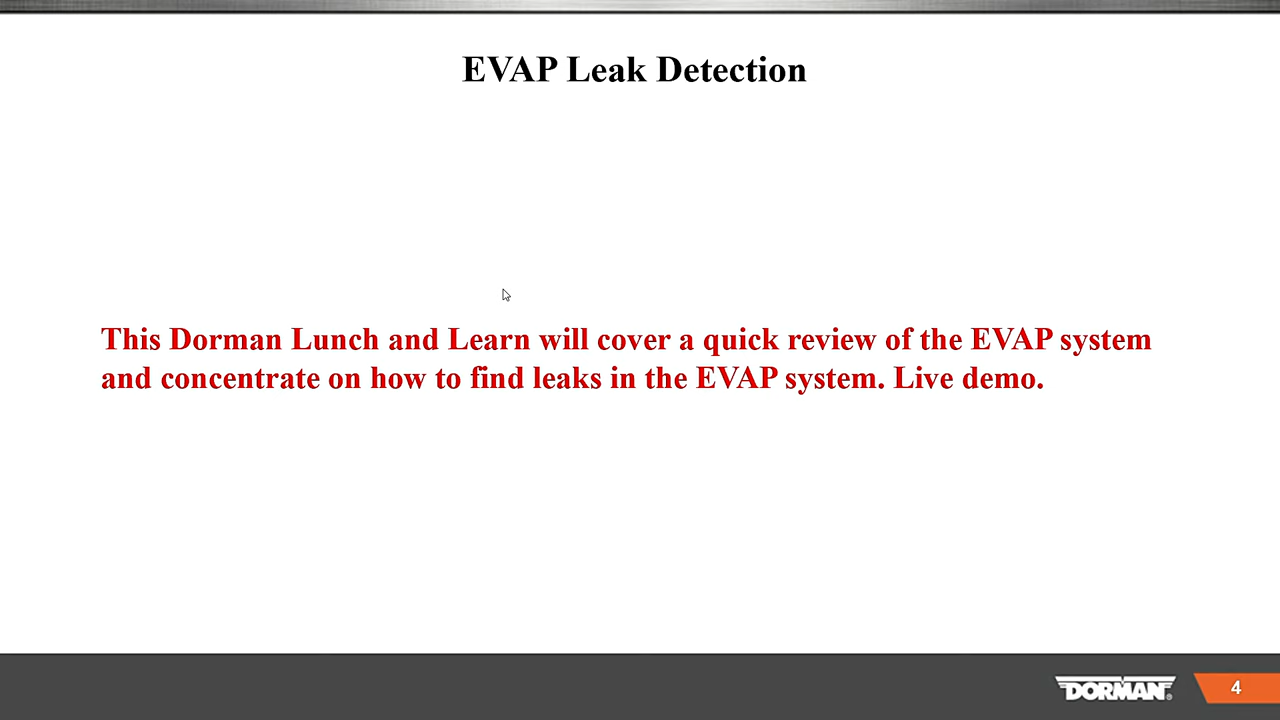 EVAP Leak Detection
This Dorman Lunch and Learn will cover a quick review of the EVAP system
and concentrate on how to find leaks in the EVAP system. Live demo.
DORMAN®
4